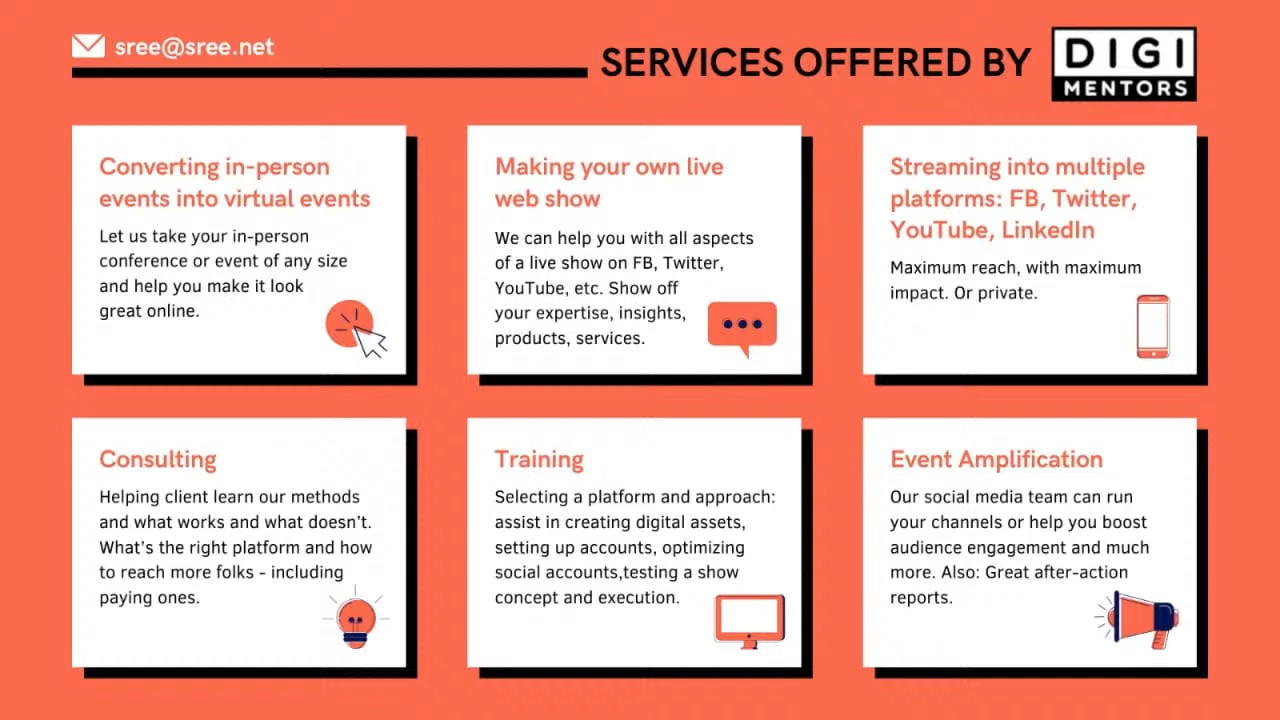 sree@sree.net
SERVICES OFFERED BY
DIGI
MENTORS
Converting in-person
events into virtual events
Let us take your in-person
conference or event of any size
and help you make it look
great online.
Making your own live
web show
We can help you with all aspects
of a live show on FB, Twitter,
YouTube, etc. Show off
your expertise, insights,
products, services.
Streaming into multiple
platforms: FB, Twitter,
YouTube, LinkedIn
Maximum reach, with maximum
impact. Or private.
Consulting
Helping client learn our methods
and what works and what doesn't.
What's the right platform and how
to reach more folks - including
paying ones.
Training
Selecting a platform and approach:
assist in creating digital assets,
setting up accounts, optimizing
social accounts,testing a show
concept and execution.
Event Amplification
Our social media team can run
your channels or help you boost
audience engagement and much
more. Also: Great after-action
reports.